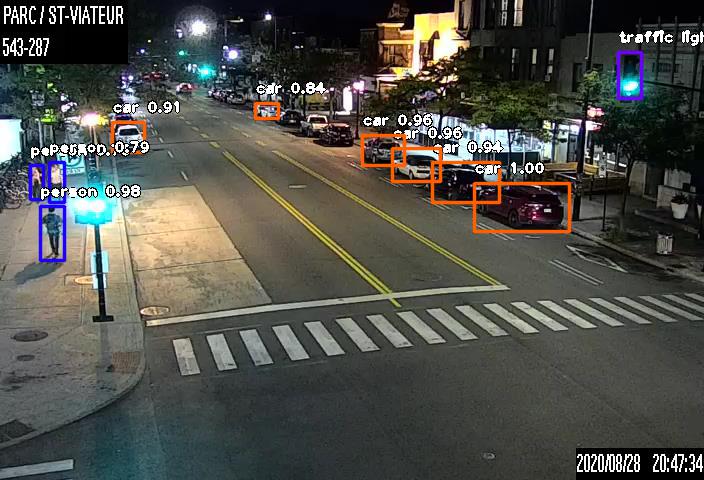 PARC / ST-VIATEUR
543-287
traffic ligh
car 0.84
car 0.91
car 0.96
car 0.96
person 0.79
car 0.94
car 1.00
person 0.98
2020/08/28 20:47:34